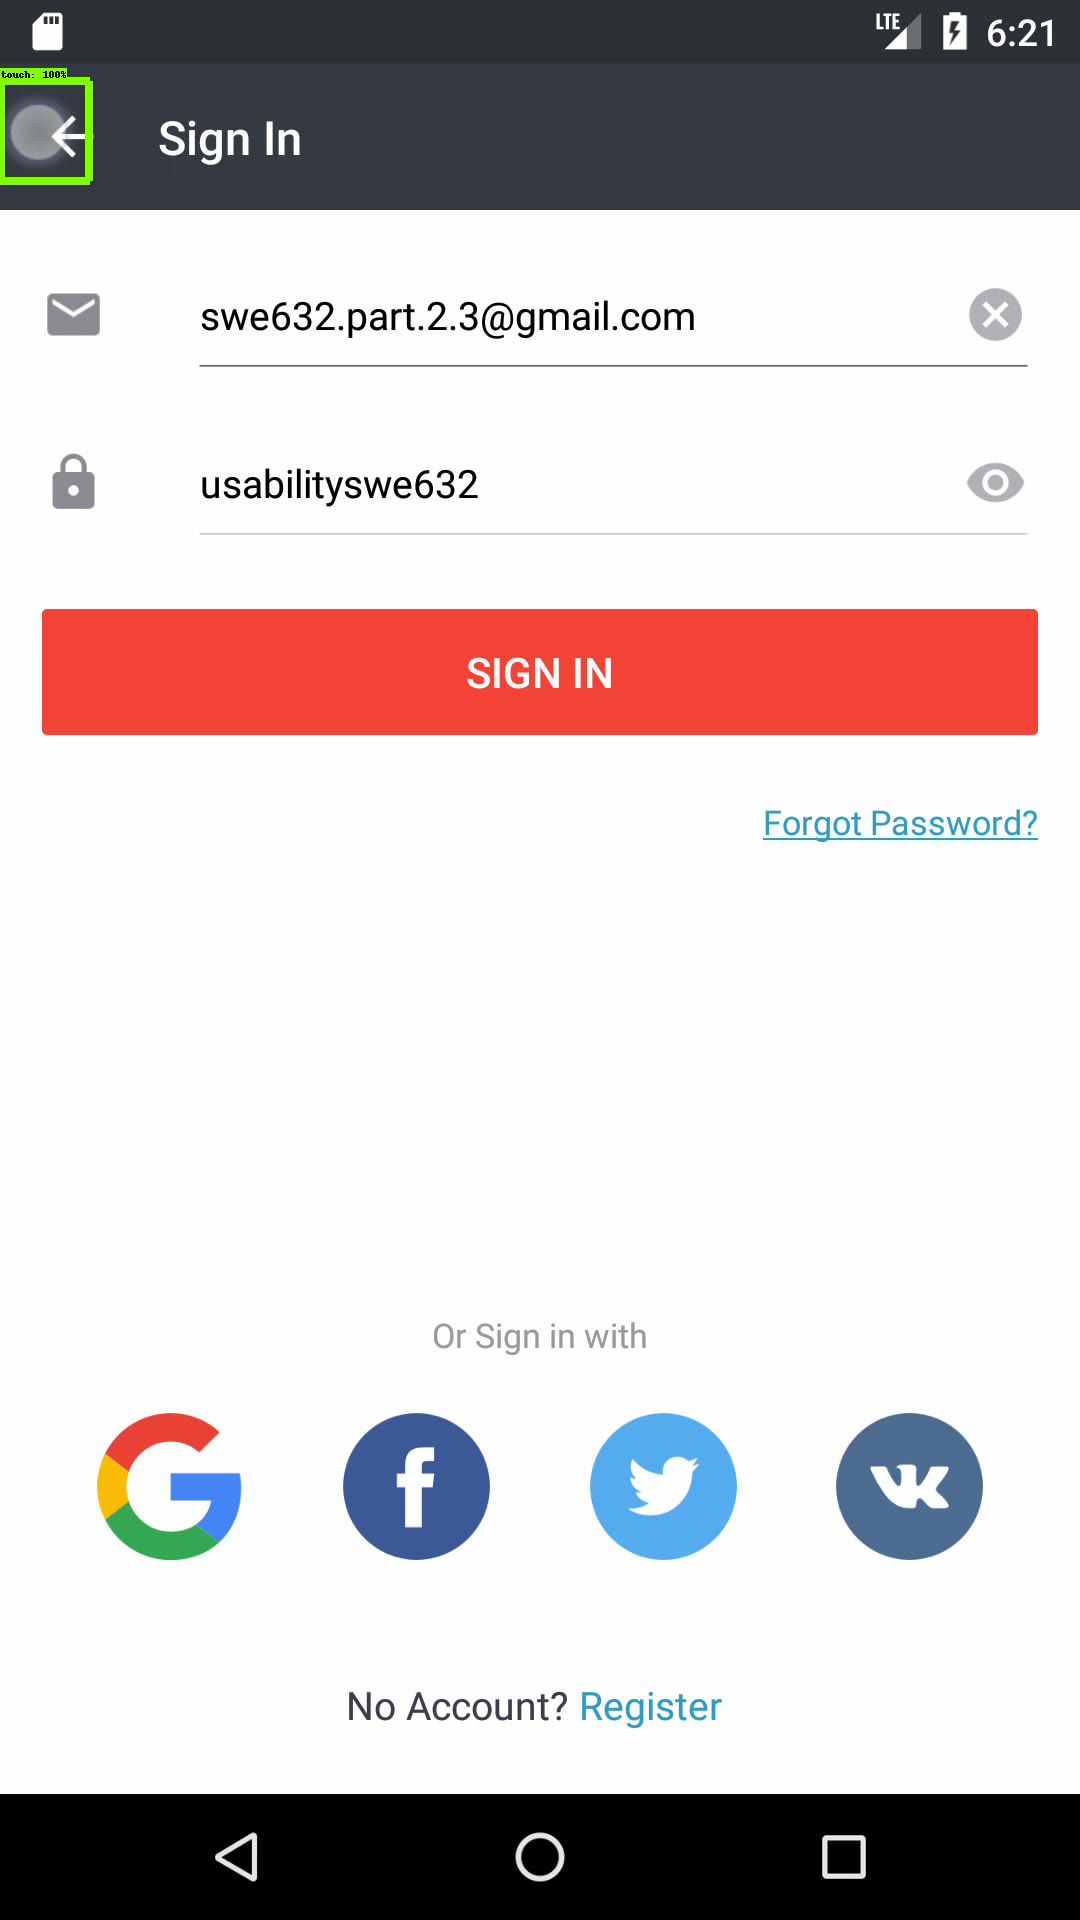 LTE 6:21
touch: 100%
Sign In
swe632.part.2.3@gmail.com
usabilityswe632
SIGN IN
Forgot Password?
Or Sign in with
No Account? Register